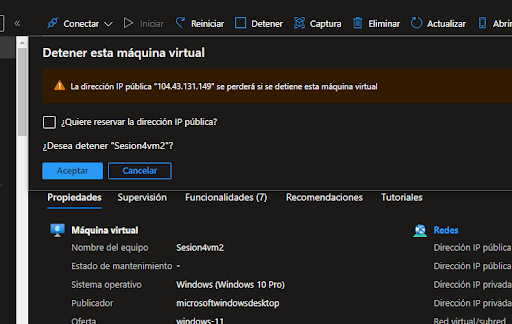 « Conectar Iniciar Reiniciar Detener Captura Eliminar Actualizar Abrir
Detener esta máquina virtual
La dirección IP pública "104.43.131.149" se perderá si se detiene esta máquina virtual
¿Quiere reservar la dirección IP pública?
¿Desea detener "Sesion4vm2"?
Aceptar Cancelar
Propiedades Supervisión Funcionalidades (7) Recomendaciones Tutoriales
Máquina virtual Redes
Nombre del equipo Sesion4vm2 Dirección IP pública
Estado de mantenimiento - Dirección IP pública
Sistema operativo Windows (Windows 10 Pro) Dirección IP privada
Publicador microsoftwindowsdesktop Dirección IP privada
Oferta windows-11 Red virtual/subred